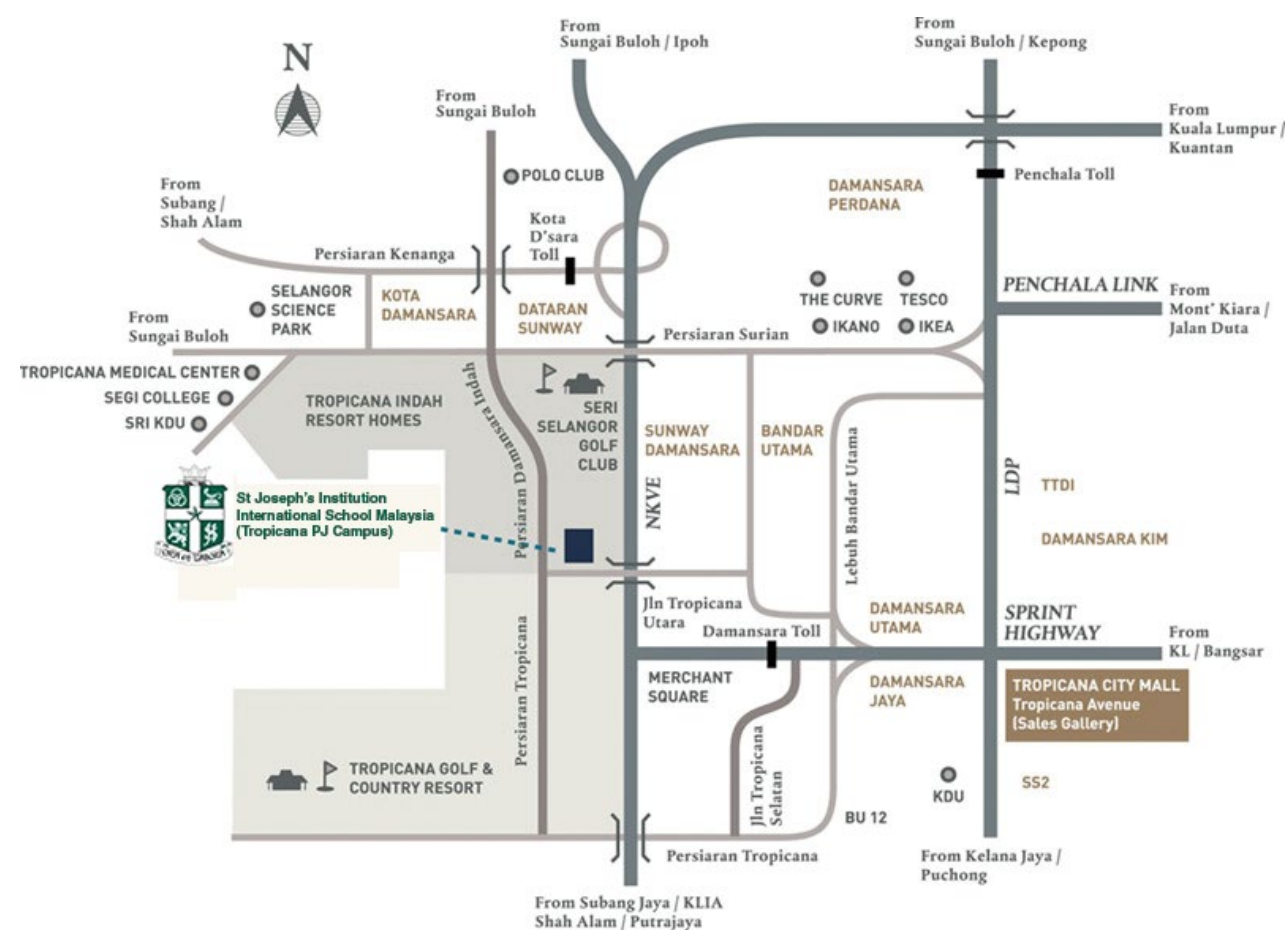 From
Sungai Buloh / Ipoh
From
Sungai Buloh / Kepong
N
From
Sungai Buloh
From
Kuala Lumpur /
Kuantan
POLO CLUB
Penchala Toll
From
Subang /
Shah Alam
DAMANSARA
PERDANA
Kota
D'sara
Toll
Persiaran Kenanga
SELANGOR
SCIENCE
PARK
KOTA
DAMANSARA
DATARAN
SUNWAY
THE CURVE
TESCO
IKANO
IKEA
PENCHALA LINK
From
Mont' Kiara /
Jalan Duta
From
Sungai Buloh
Persiaran Surian
TROPICANA MEDICAL CENTER
SEGI COLLEGE
SRI KDU
TROPICANA INDAH
RESORT HOMES
Persiaran Damansara Indah
SERI
SELANGOR
GOLF
CLUB
SUNWAY
DAMANSARA
BANDAR
UTAMA
Lebuh Bandar Utama
NKVE
LDP
TTDI
DAMANSARA KIM
St Joseph's Institution
International School Malaysia
(Tropicana PJ Campus)
Jln Tropicana
Utara
Damansara Toll
DAMANSARA
UTAMA
SPRINT
HIGHWAY
From
KL / Bangsar
Persiaran Tropicana
MERCHANT
SQUARE
DAMANSARA
JAYA
TROPICANA CITY MALL
Tropicana Avenue
(Sales Gallery)
TROPICANA GOLF &
COUNTRY RESORT
Jln Tropicana
Selatan
KDU
SS2
BU 12
Persiaran Tropicana
From Kelana Jaya /
Puchong
From Subang Jaya / KLIA
Shah Alam / Putrajaya